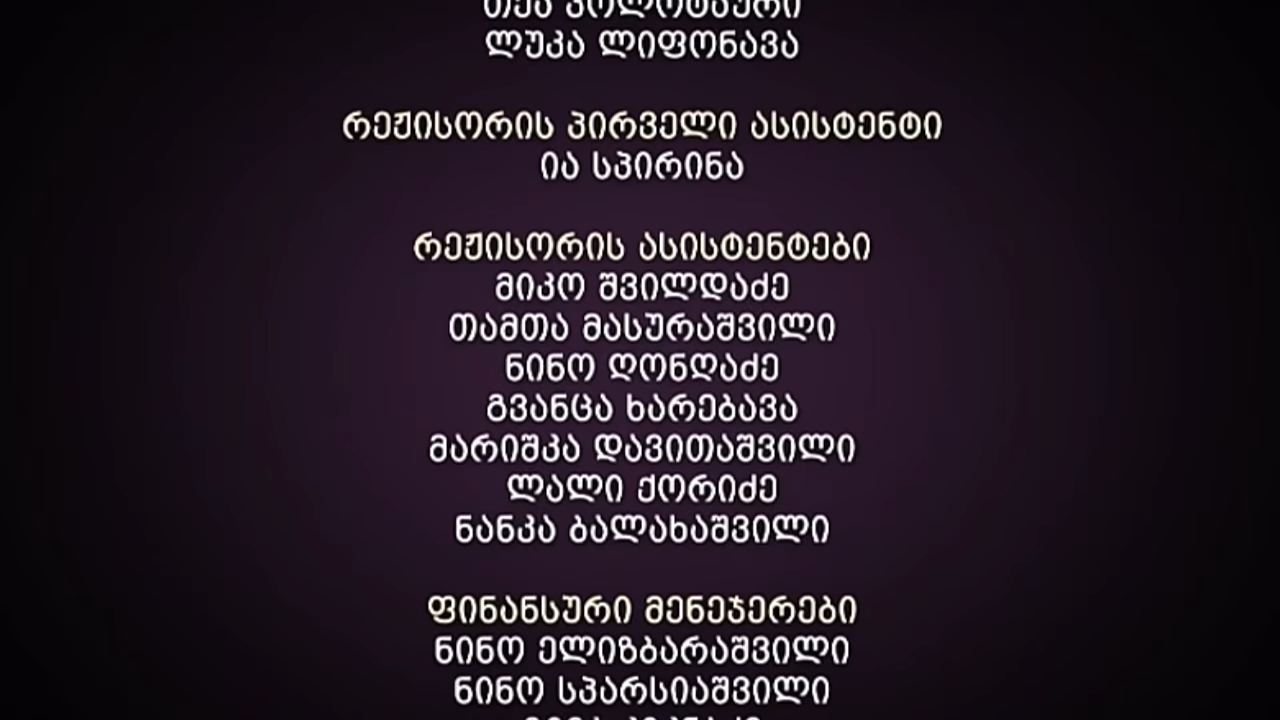 ლუკა ლიფონავა
რეჟისორის პირველი ასისტენტი
ია სპირინა
რეჟისორის ასისტენტები
მიკო შვილდაძე
თამთა მასურაშვილი
ნინო ღონღაძე
გვანცა ხარებავა
მარიშკა დავითაშვილი
ლალი ქორიძე
ნანკა ბალახაშვილი
ფინანსური მენეჯერები
ნინო ელიზბარაშვილი
ნინო სპარსიაშვილი